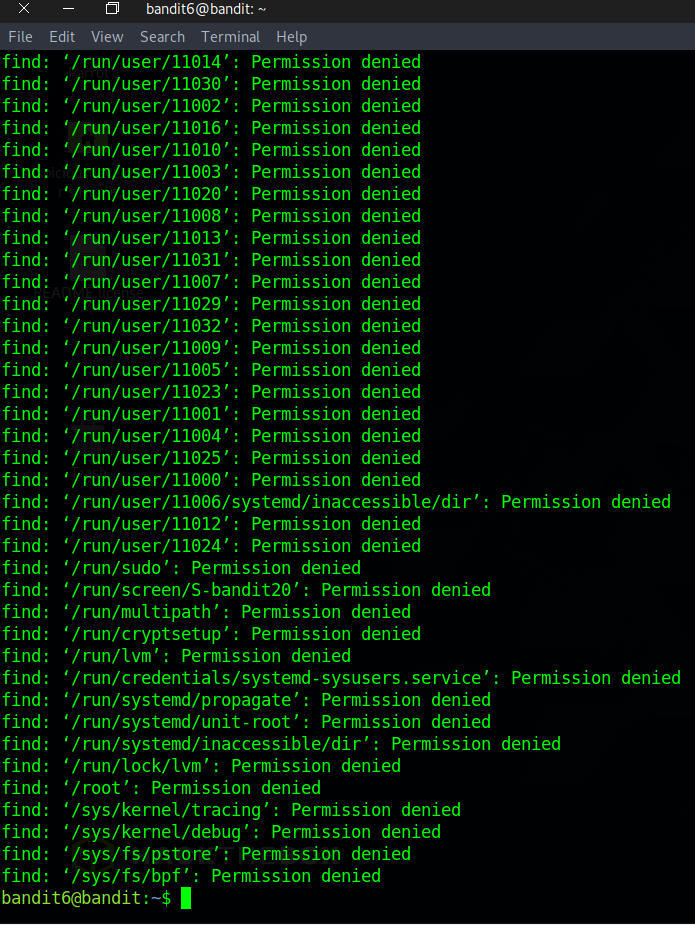 bandit6@bandit: ~
File Edit View Search Terminal Help
find: ‘/run/user/11014’: Permission denied
find: ‘/run/user/11030’: Permission denied
find: ‘/run/user/11002’: Permission denied
find: ‘/run/user/11016’: Permission denied
find: ‘/run/user/11010’: Permission denied
find: ‘/run/user/11003’: Permission denied
find: ‘/run/user/11020’: Permission denied
find: ‘/run/user/11008’: Permission denied
find: ‘/run/user/11013’: Permission denied
find: ‘/run/user/11031’: Permission denied
find: ‘/run/user/11007’: Permission denied
find: ‘/run/user/11029’: Permission denied
find: ‘/run/user/11032’: Permission denied
find: ‘/run/user/11009’: Permission denied
find: ‘/run/user/11005’: Permission denied
find: ‘/run/user/11023’: Permission denied
find: ‘/run/user/11001’: Permission denied
find: ‘/run/user/11004’: Permission denied
find: ‘/run/user/11025’: Permission denied
find: ‘/run/user/11000’: Permission denied
find: ‘/run/user/11006/systemd/inaccessible/dir’: Permission denied
find: ‘/run/user/11012’: Permission denied
find: ‘/run/user/11024’: Permission denied
find: ‘/run/sudo’: Permission denied
find: ‘/run/screen/S-bandit20’: Permission denied
find: ‘/run/multipath’: Permission denied
find: ‘/run/cryptsetup’: Permission denied
find: ‘/run/lvm’: Permission denied
find: ‘/run/credentials/systemd-sysusers.service’: Permission denied
find: ‘/run/systemd/propagate’: Permission denied
find: ‘/run/systemd/unit-root’: Permission denied
find: ‘/run/systemd/inaccessible/dir’: Permission denied
find: ‘/run/lock/lvm’: Permission denied
find: ‘/root’: Permission denied
find: ‘/sys/kernel/tracing’: Permission denied
find: ‘/sys/kernel/debug’: Permission denied
find: ‘/sys/fs/pstore’: Permission denied
find: ‘/sys/fs/bpf’: Permission denied
bandit6@bandit:~$